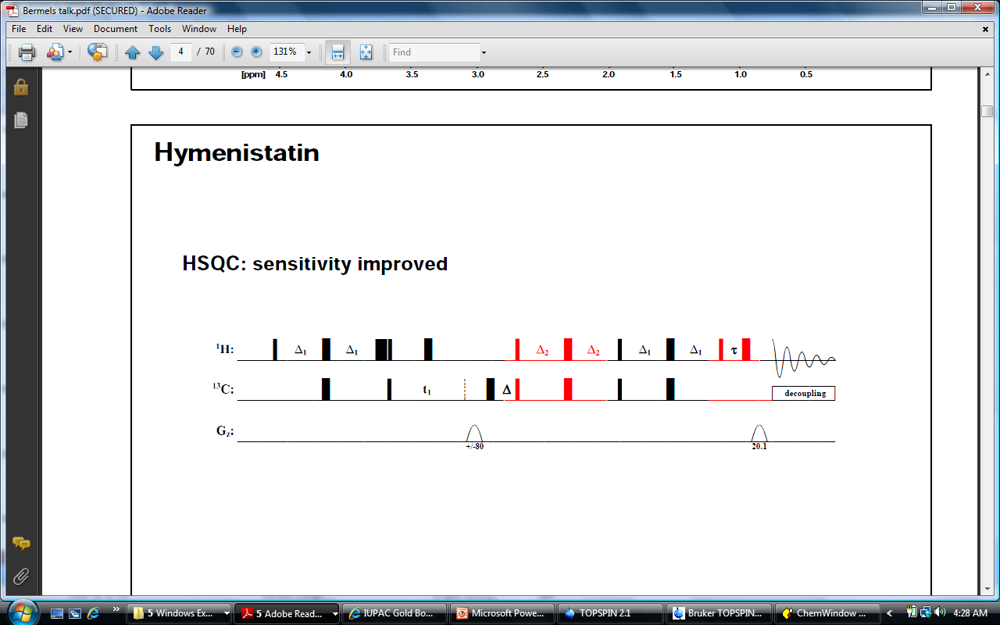 Bermels talk.pdf (SECURED) - Adobe Reader
File Edit View Document Tools Window Help
4 / 70 131% Find
[ppm] 4.5 4.0 3.5 3.0 2.5 2.0 1.5 1.0 0.5
Hymenistatin
HSQC: sensitivity improved
¹H: Δ₁ Δ₁ Δ₂ Δ₂ Δ₁ Δ₁ τ
¹³C: t₁ Δ decoupling
G_z:
+/-80 20.1
5 Windows Ex... 5 Adobe Read... IUPAC Gold Bo... Microsoft Powe... TOPSPIN 2.1 Bruker TOPSPIN... ChemWindow ... 4:28 AM